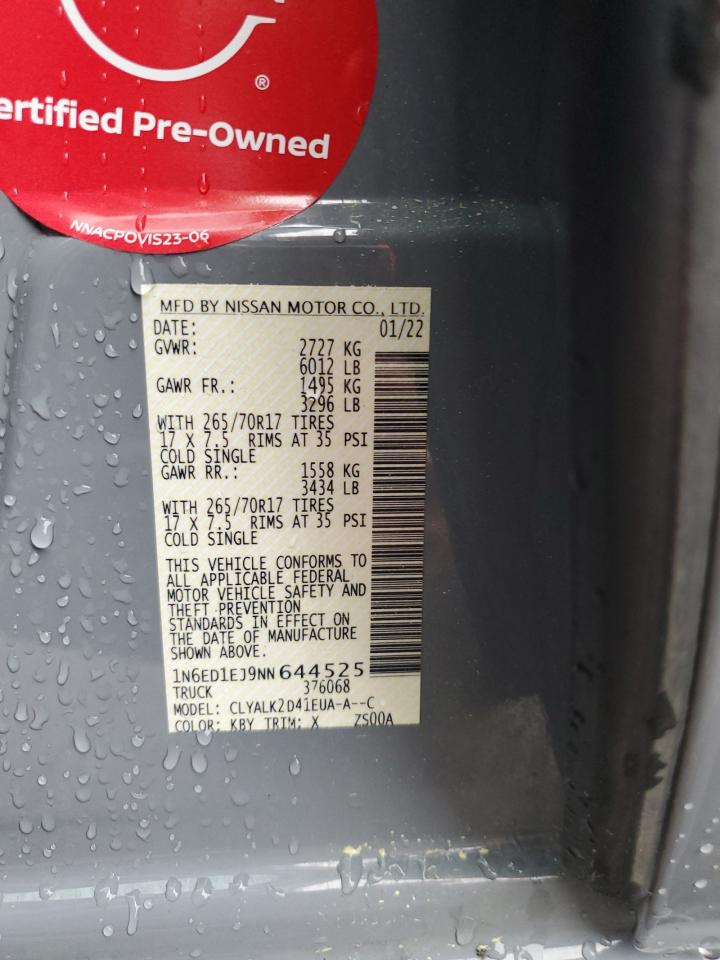 ®
ertified Pre-Owned
NNACPOVIS23-06
MFD BY NISSAN MOTOR CO., LTD.
DATE: 01/22
GVWR: 2727 KG
6012 LB
GAWR FR.: 1495 KG
3296 LB
WITH 265/70R17 TIRES
17 X 7.5 RIMS AT 35 PSI
COLD SINGLE
GAWR RR.: 1558 KG
3434 LB
WITH 265/70R17 TIRES
17 X 7.5 RIMS AT 35 PSI
COLD SINGLE
THIS VEHICLE CONFORMS TO
ALL APPLICABLE FEDERAL
MOTOR VEHICLE SAFETY AND
THEFT PREVENTION
STANDARDS IN EFFECT ON
THE DATE OF MANUFACTURE
SHOWN ABOVE.
1N6ED1EJ9NN644525
TRUCK 376068
MODEL: CLYALK2D41EUA-A--C
COLOR: KBY TRIM: X ZS00A